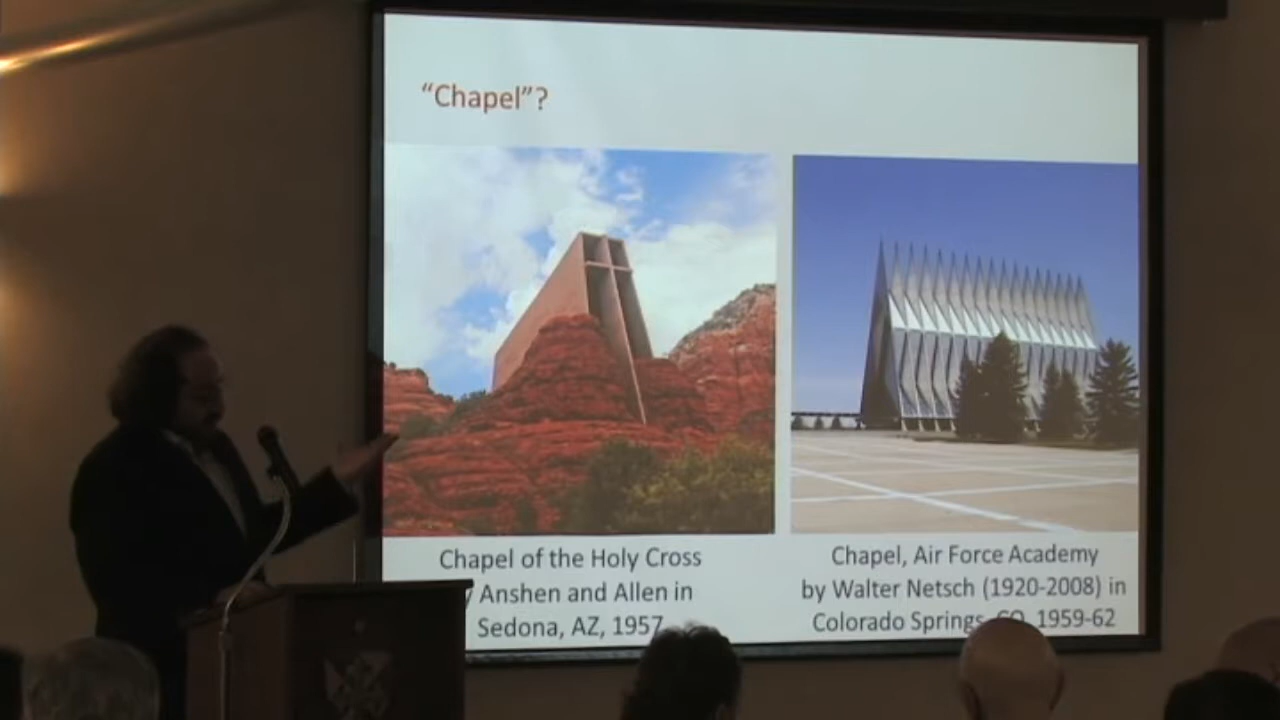 “Chapel”?
Chapel of the Holy Cross
Anshen and Allen in
Sedona, AZ, 1957
Chapel, Air Force Academy
by Walter Netsch (1920-2008) in
Colorado Springs, CO, 1959-62